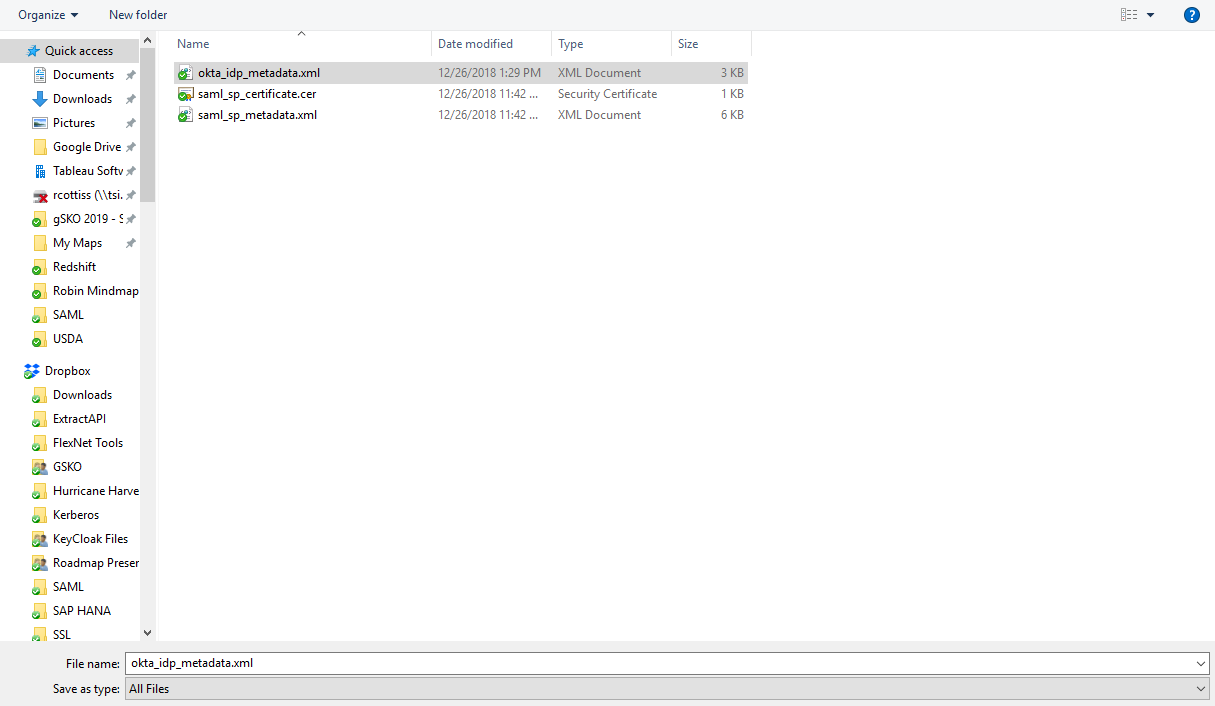 Organize New folder ?
Name Date modified Type Size
okta_idp_metadata.xml 12/26/2018 1:29 PM XML Document 3 KB
saml_sp_certificate.cer 12/26/2018 11:42 ... Security Certificate 1 KB
saml_sp_metadata.xml 12/26/2018 11:42 ... XML Document 6 KB
Quick access
Documents
Downloads
Pictures
Google Drive
Tableau Softv
rcottiss (\\tsi.
gSKO 2019 - S
My Maps
Redshift
Robin Mindmap
SAML
USDA
Dropbox
Downloads
ExtractAPI
FlexNet Tools
GSKO
Hurricane Harve
Kerberos
KeyCloak Files
Roadmap Preser
SAML
SAP HANA
SSL
File name: okta_idp_metadata.xml
Save as type: All Files